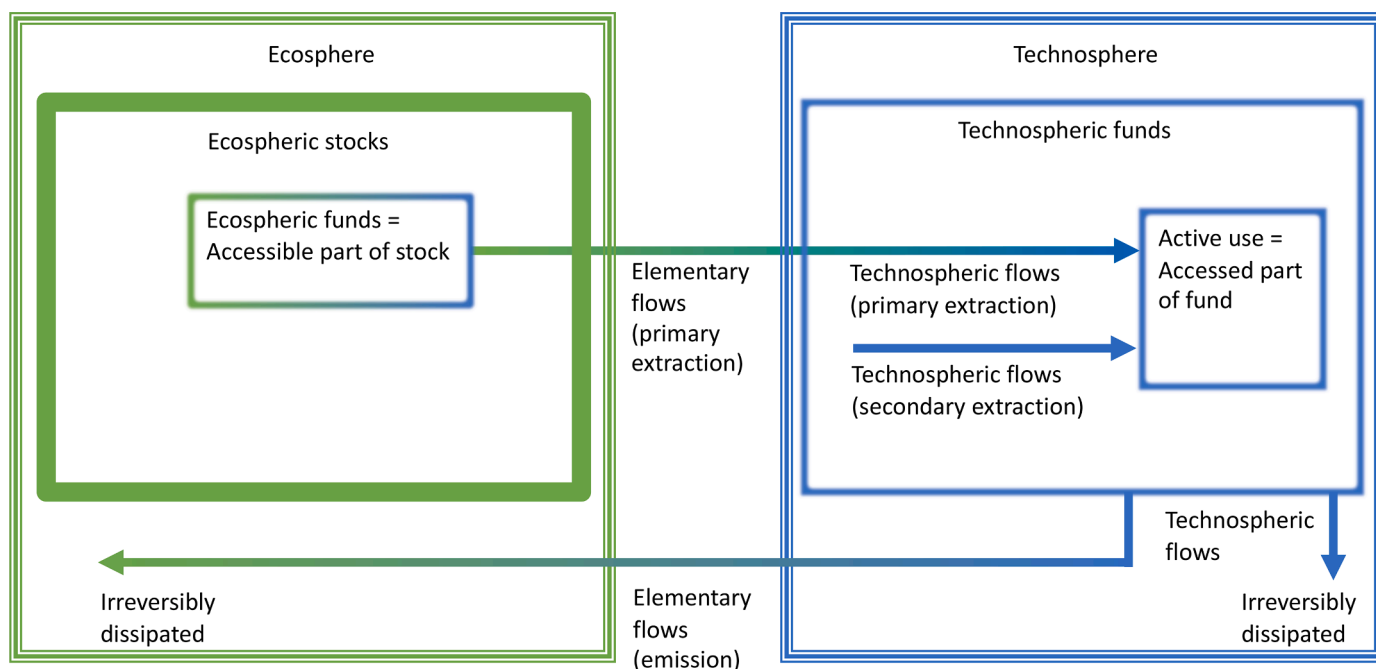 Ecosphere
Ecospheric stocks
Ecospheric funds =
Accessible part of stock
Elementary
flows
(primary
extraction)
Technosphere
Technospheric funds
Technospheric flows
(primary extraction)
Active use =
Accessed part
of fund
Technospheric flows
(secondary extraction)
Technospheric
flows
Irreversibly
dissipated
Elementary
flows
(emission)
Irreversibly
dissipated